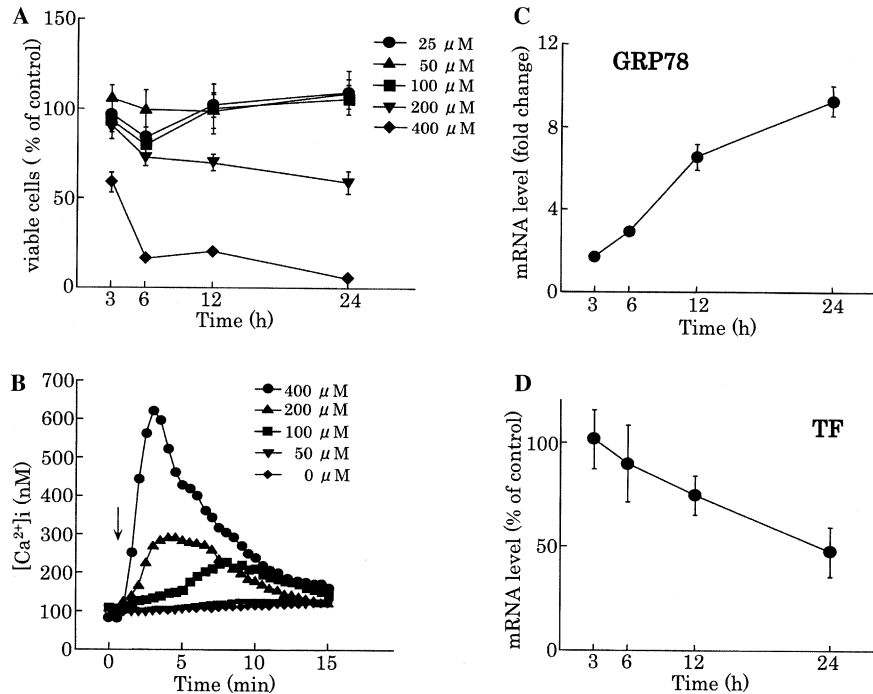 A
150
100
50
0
viable cells ( % of control)
3 6 12 24
Time (h)
25 μM
50 μM
100 μM
200 μM
400 μM
B
700
600
500
400
300
200
100
0
[Ca²⁺]i (nM)
0 5 10 15
Time (min)
400 μM
200 μM
100 μM
50 μM
0 μM
C
12
8
4
0
mRNA level (fold change)
GRP78
3 6 12 24
Time (h)
D
100
50
0
mRNA level (% of control)
TF
3 6 12 24
Time (h)